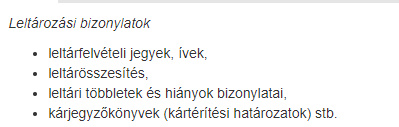 Leltározási bizonylatok
• leltárfelvételi jegyek, ívek,
• leltárösszesítés,
• leltári többletek és hiányok bizonylatai,
• kárjegyzőkönyvek (kártérítési határozatok) stb.